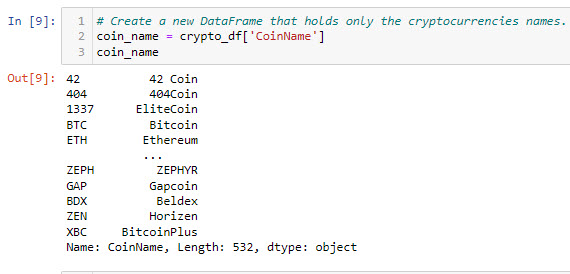 In [9]:
1 # Create a new DataFrame that holds only the cryptocurrencies names.
2 coin_name = crypto_df['CoinName']
3 coin_name
Out[9]: 42 42 Coin
404 404Coin
1337 EliteCoin
BTC Bitcoin
ETH Ethereum
...
ZEPH ZEPHYR
GAP Gapcoin
BDX Beldex
ZEN Horizen
XBC BitcoinPlus
Name: CoinName, Length: 532, dtype: object